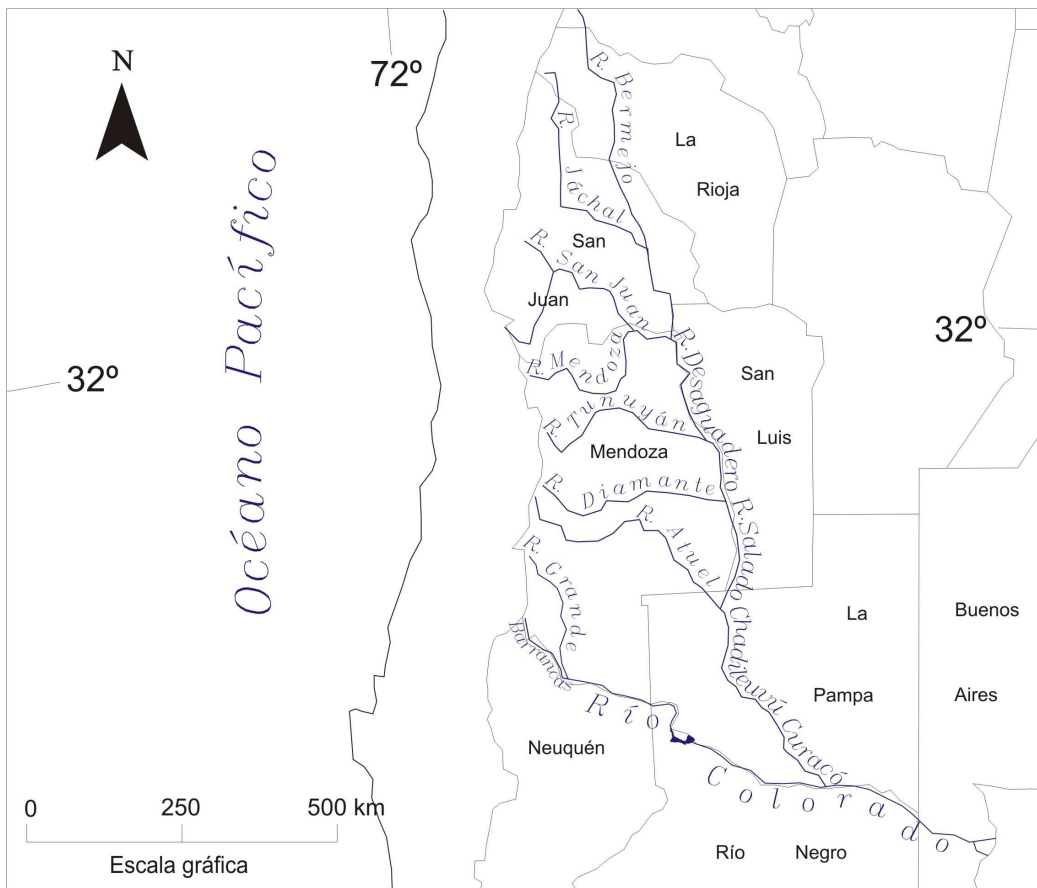 N
72º
R. Bermejo
La
Rioja
R. Jáchal
San
Juan
R. San Juan
Océano Pacífico
32º
32º
R. Mendoza
R. Desaguadero
San
Luis
R. Tunuyán
Mendoza
R. Diamante
R. Atuel
R. Salado Chadileuvú Curacó
R. Grande
Barrancas
La
Pampa
Buenos
Aires
Neuquén
Río Colorado
Río Negro
0 250 500 km
Escala gráfica